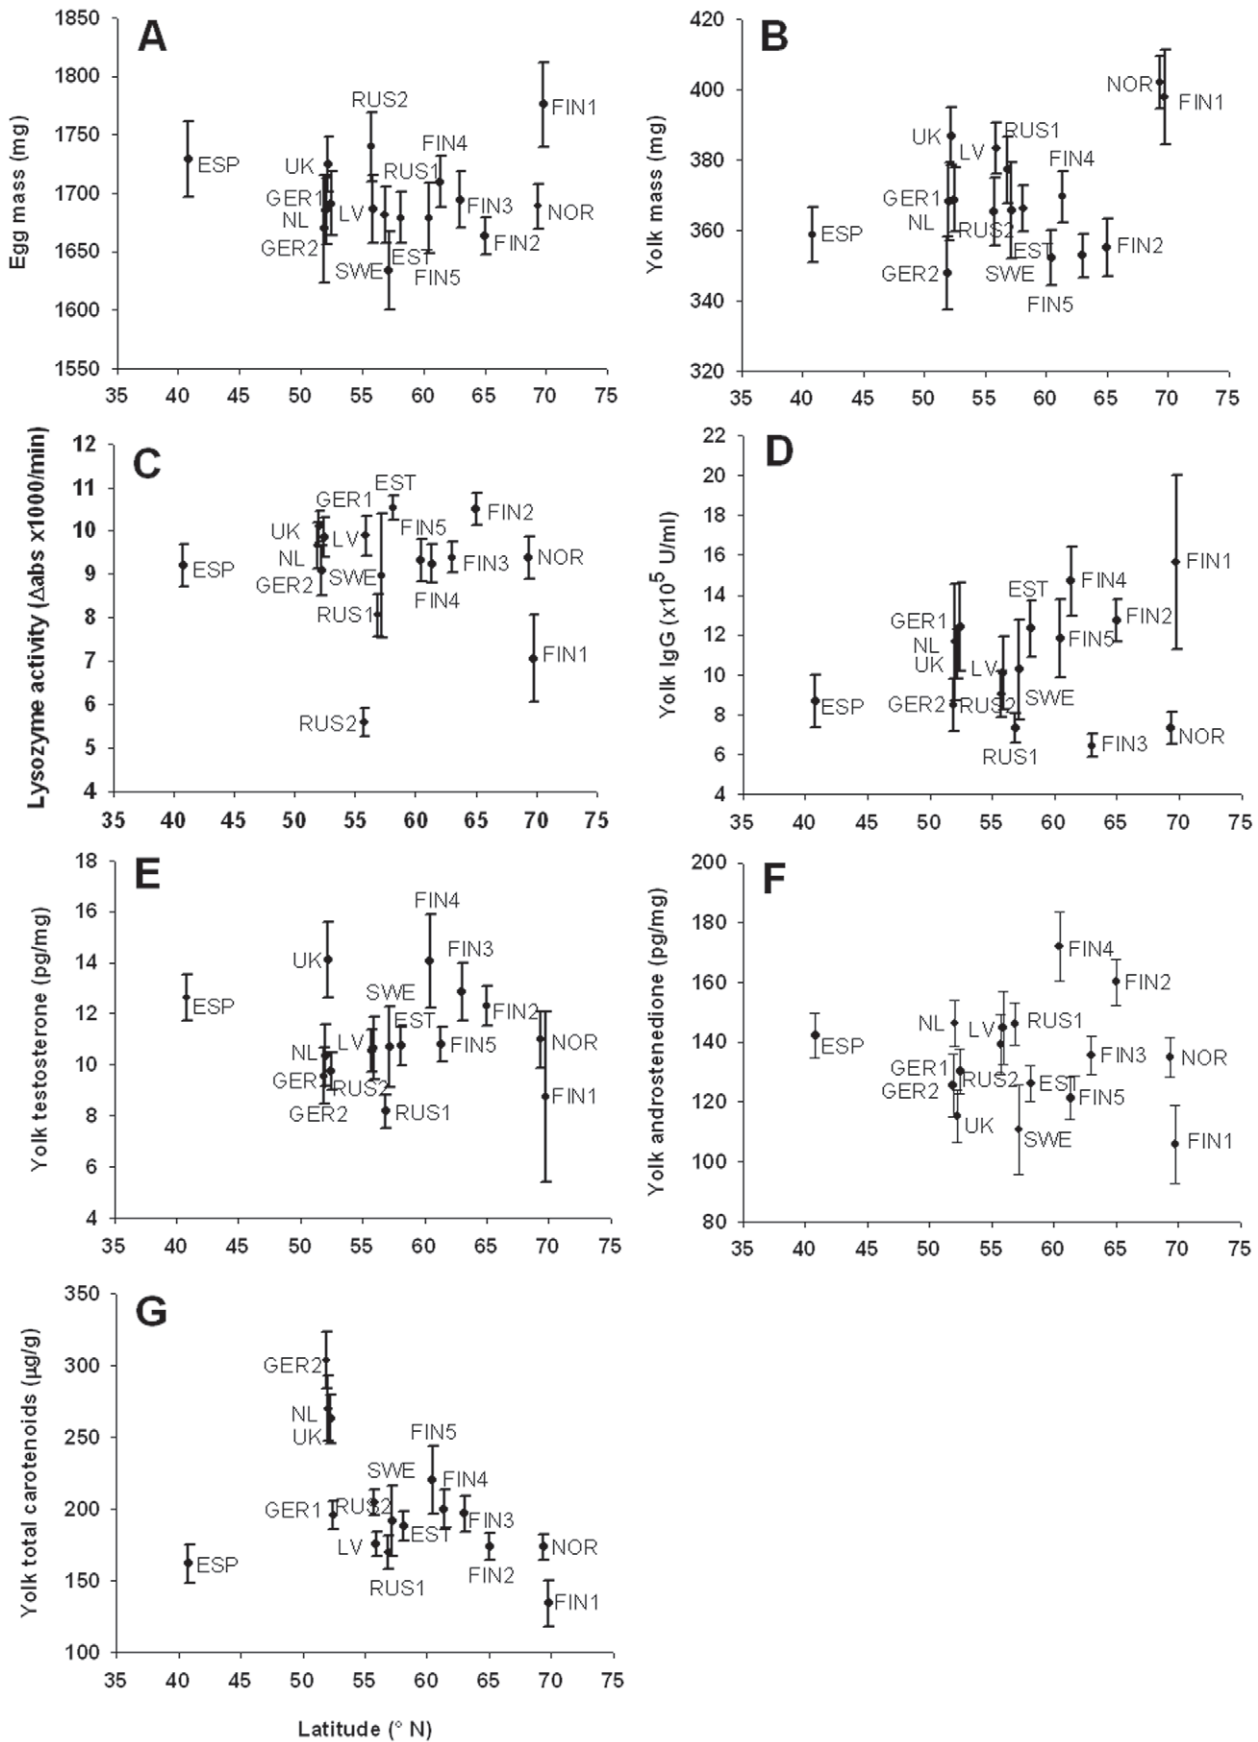 A
Egg mass (mg)
1850
1800
1750
1700
1650
1600
1550
35 40 45 50 55 60 65 70 75
ESP
UK
GER1
NL
GER2
RUS2
LV
RUS1
SWE
EST
FIN4
FIN5
FIN3
FIN2
FIN1
NOR
B
Yolk mass (mg)
420
400
380
360
340
320
35 40 45 50 55 60 65 70 75
ESP
UK
GER1
NL
GER2
LV
RUS1
RUS2
EST
SWE
FIN4
FIN5
FIN2
NOR
FIN1
C
Lysozyme activity (Δabs x1000/min)
12
11
10
9
8
7
6
5
4
35 40 45 50 55 60 65 70 75
ESP
GER1
UK
NL
GER2
LV
SWE
RUS1
RUS2
EST
FIN5
FIN4
FIN3
FIN2
NOR
FIN1
D
Yolk IgG (x10⁵ U/ml)
22
20
18
16
14
12
10
8
6
4
35 40 45 50 55 60 65 70 75
ESP
GER1
NL
UK
GER2
RUS2
LV
SWE
RUS1
EST
FIN4
FIN5
FIN2
FIN3
FIN1
NOR
E
Yolk testosterone (pg/mg)
18
16
14
12
10
8
6
4
35 40 45 50 55 60 65 70 75
ESP
UK
NL
GER2
GER2
RUS2
LV
SWE
EST
RUS1
FIN4
FIN3
FIN2
FIN5
NOR
FIN1
F
Yolk androstenedione (pg/mg)
200
180
160
140
120
100
80
35 40 45 50 55 60 65 70 75
ESP
NL
GER1
GER2
UK
LV
RUS2
RUS1
EST
SWE
FIN4
FIN2
FIN3
FIN5
NOR
FIN1
G
Yolk total carotenoids (µg/g)
350
300
250
200
150
100
35 40 45 50 55 60 65 70 75
ESP
GER2
NL
UK
GER1
RUS2
LV
SWE
RUS1
EST
FIN5
FIN4
FIN3
FIN2
NOR
FIN1
Latitude (° N)